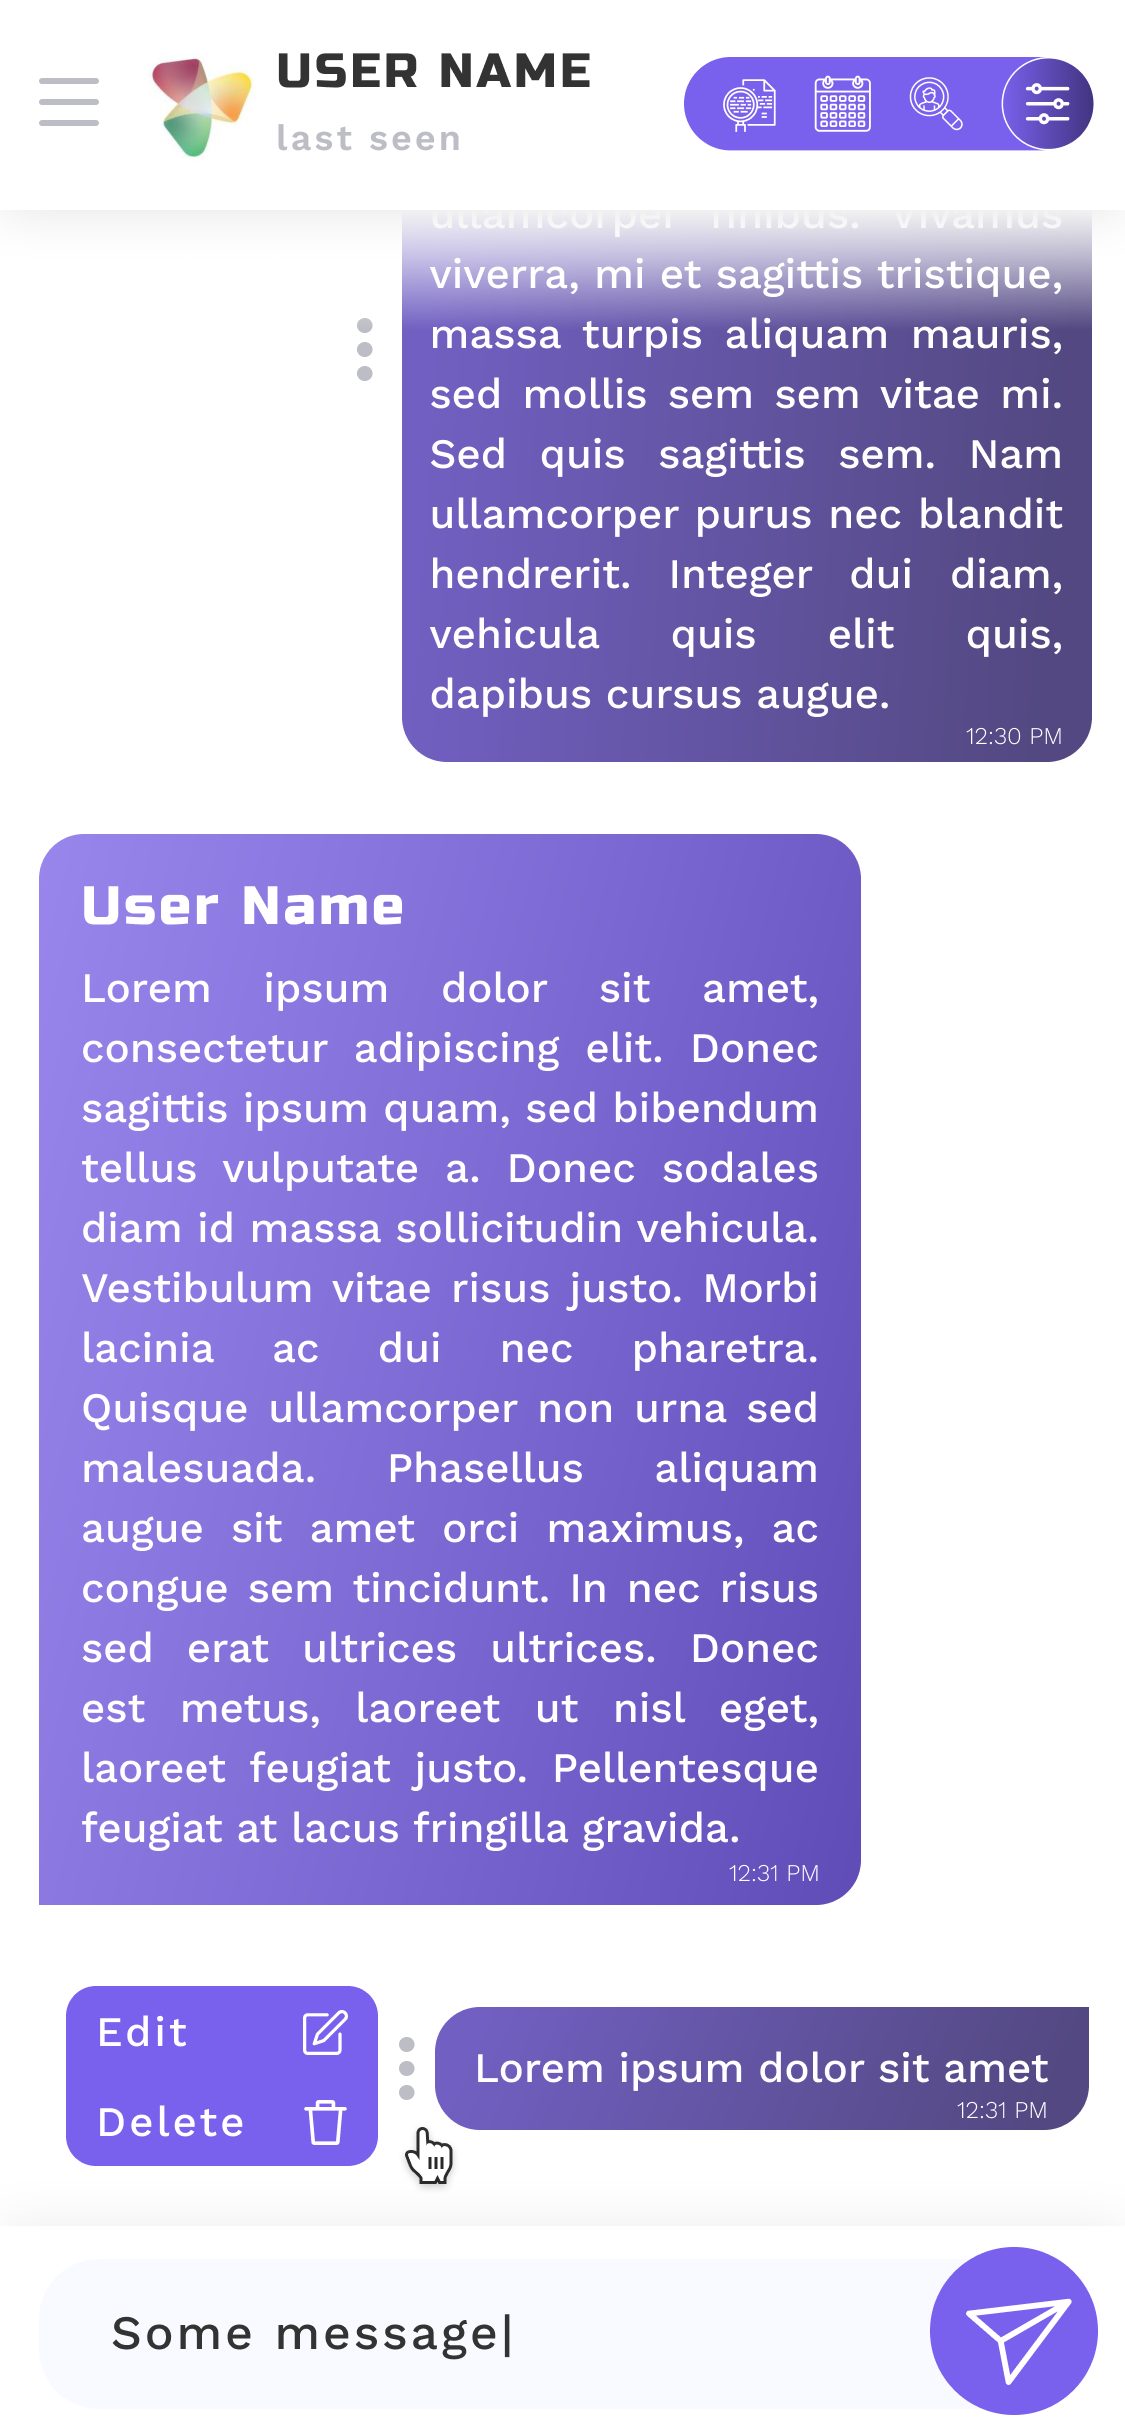 USER NAME
last seen
ullamcorper finibus. Vivamus
viverra, mi et sagittis tristique,
massa turpis aliquam mauris,
sed mollis sem sem vitae mi.
Sed quis sagittis sem. Nam
ullamcorper purus nec blandit
hendrerit. Integer dui diam,
vehicula quis elit quis,
dapibus cursus augue.
12:30 PM
User Name
Lorem ipsum dolor sit amet,
consectetur adipiscing elit. Donec
sagittis ipsum quam, sed bibendum
tellus vulputate a. Donec sodales
diam id massa sollicitudin vehicula.
Vestibulum vitae risus justo. Morbi
lacinia ac dui nec pharetra.
Quisque ullamcorper non urna sed
malesuada. Phasellus aliquam
augue sit amet orci maximus, ac
congue sem tincidunt. In nec risus
sed erat ultrices ultrices. Donec
est metus, laoreet ut nisl eget,
laoreet feugiat justo. Pellentesque
feugiat at lacus fringilla gravida.
12:31 PM
Edit
Delete
Lorem ipsum dolor sit amet
12:31 PM
Some message